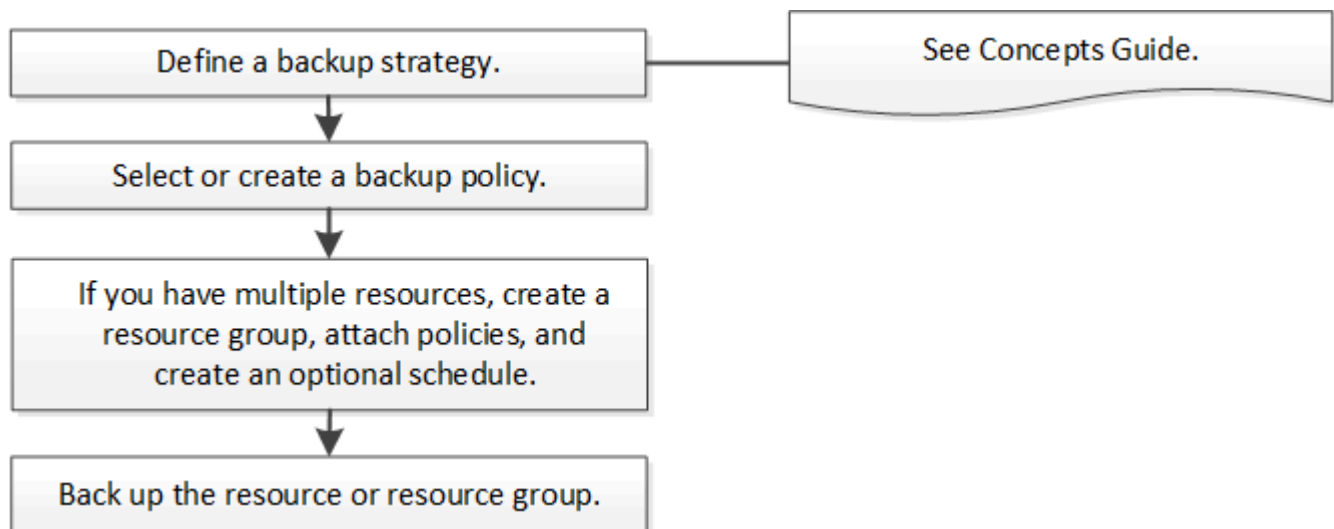 Define a backup strategy.
See Concepts Guide.
Select or create a backup policy.
If you have multiple resources, create a
resource group, attach policies, and
create an optional schedule.
Back up the resource or resource group.